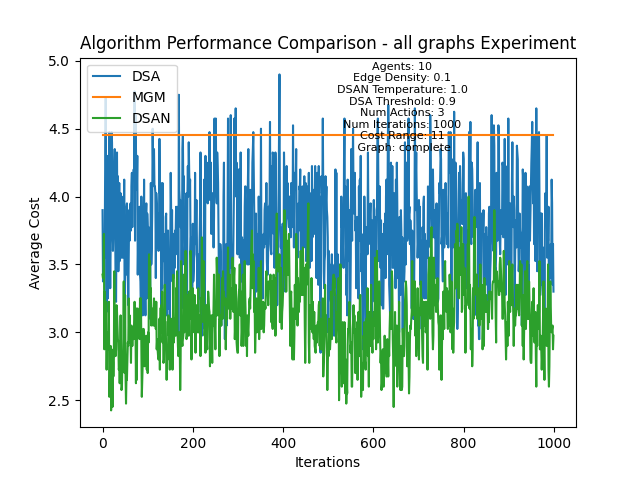 Algorithm Performance Comparison - all graphs Experiment
DSA
MGM
DSAN
Agents: 10
Edge Density: 0.1
DSAN Temperature: 1.0
DSA Threshold: 0.9
Num Actions: 3
Num Iterations: 1000
Cost Range: 11
Graph: complete
Average Cost
5.0
4.5
4.0
3.5
3.0
2.5
0
200
400
600
800
1000
Iterations